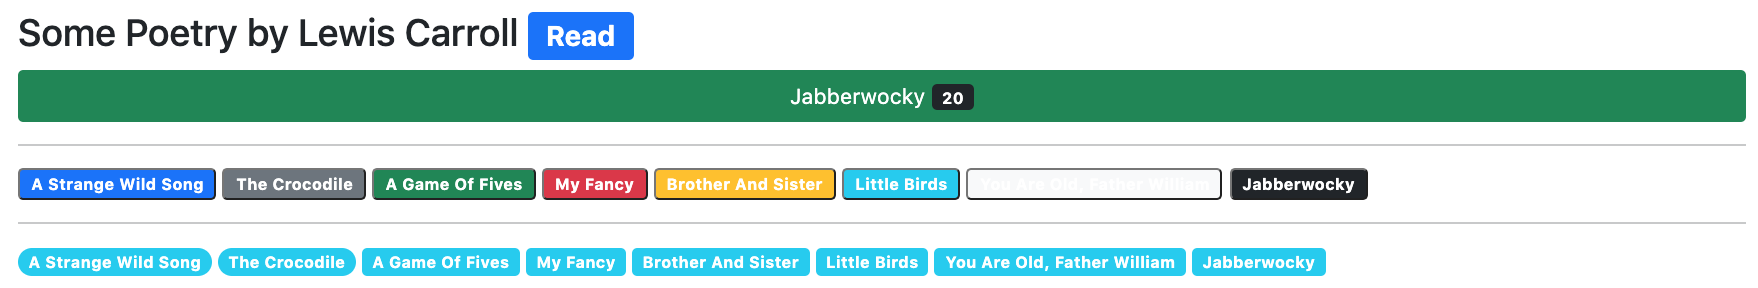 Some Poetry by Lewis Carroll Read
Jabberwocky 20
A Strange Wild Song The Crocodile A Game Of Fives My Fancy Brother And Sister Little Birds You Are Old, Father William Jabberwocky
A Strange Wild Song The Crocodile A Game Of Fives My Fancy Brother And Sister Little Birds You Are Old, Father William Jabberwocky